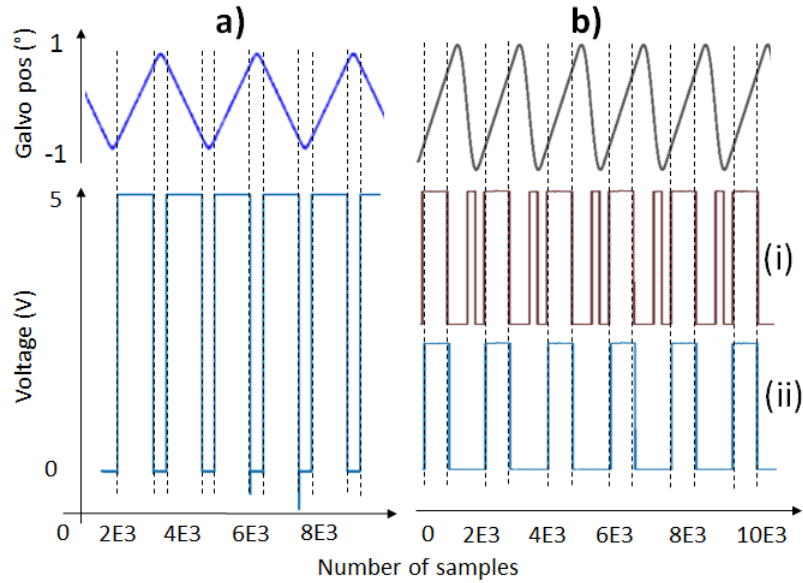 a)
b)
Galvo pos (°)
1
-1
Voltage (V)
5
0
(i)
(ii)
0 2E3 4E3 6E3 8E3
0 2E3 4E3 6E3 8E3 10E3
Number of samples